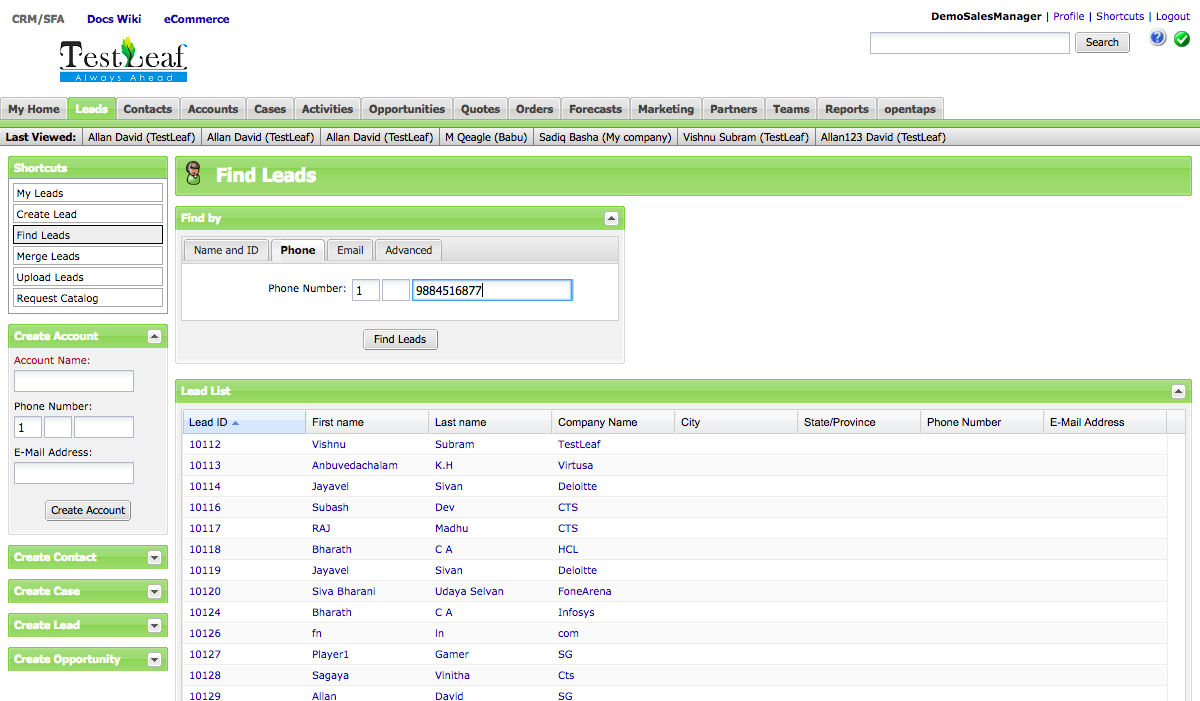 CRM/SFA Docs Wiki eCommerce
DemoSalesManager | Profile | Shortcuts | Logout
Search
TestLeaf
Always Ahead
My Home Leads Contacts Accounts Cases Activities Opportunities Quotes Orders Forecasts Marketing Partners Teams Reports opentaps
Last Viewed: Allan David (TestLeaf) Allan David (TestLeaf) Allan David (TestLeaf) M Qeagle (Babu) Sadiq Basha (My company) Vishnu Subram (TestLeaf) Allan123 David (TestLeaf)
Shortcuts
My Leads
Create Lead
Find Leads
Merge Leads
Upload Leads
Request Catalog
Create Account
Account Name:
Phone Number:
1
E-Mail Address:
Create Account
Create Contact
Create Case
Create Lead
Create Opportunity
Find Leads
Find by
Name and ID Phone Email Advanced
Phone Number: 1 9884516877
Find Leads
Lead List
Lead ID First name Last name Company Name City State/Province Phone Number E-Mail Address
10112 Vishnu Subram TestLeaf
10113 Anbuvedachalam K.H Virtusa
10114 Jayavel Sivan Deloitte
10116 Subash Dev CTS
10117 RAJ Madhu CTS
10118 Bharath C A HCL
10119 Jayavel Sivan Deloitte
10120 Siva Bharani Udaya Selvan FoneArena
10124 Bharath C A Infosys
10126 fn ln com
10127 Player1 Gamer SG
10128 Sagaya Vinitha Cts
10129 Allan David SG